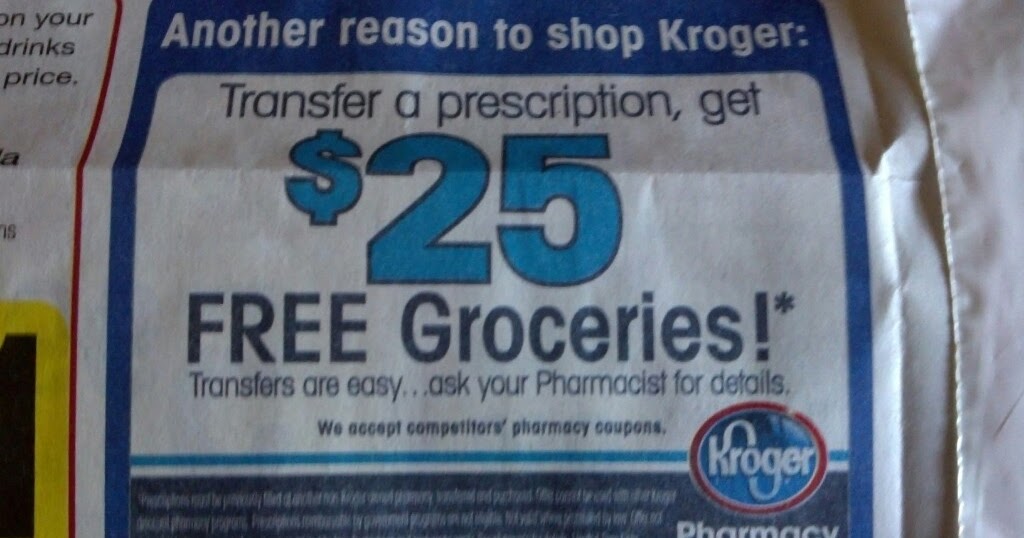 on your
drinks
price.
Another reason to shop Kroger:
Transfer a prescription, get
$25
FREE Groceries!*
Transfers are easy...ask your Pharmacist for details.
We accept competitors' pharmacy coupons.
Kroger
Pharmacy